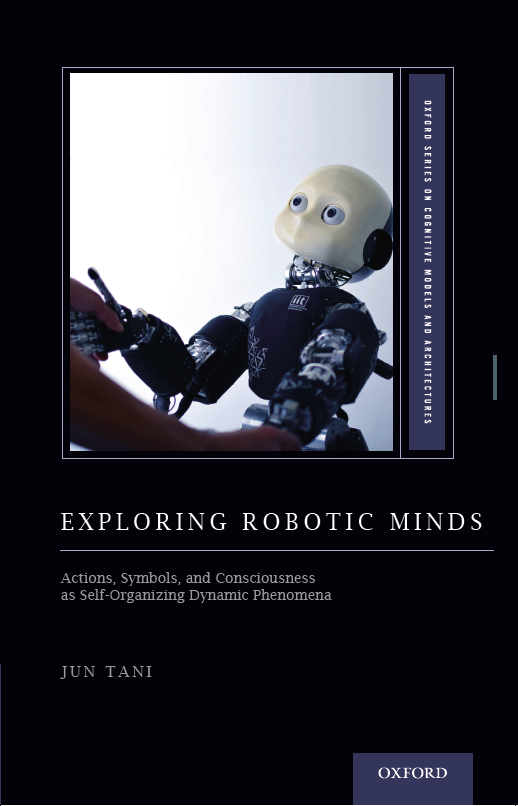 iit
OXFORD SERIES ON COGNITIVE MODELS AND ARCHITECTURES
EXPLORING ROBOTIC MINDS
Actions, Symbols, and Consciousness
as Self-Organizing Dynamic Phenomena
JUN TANI
OXFORD